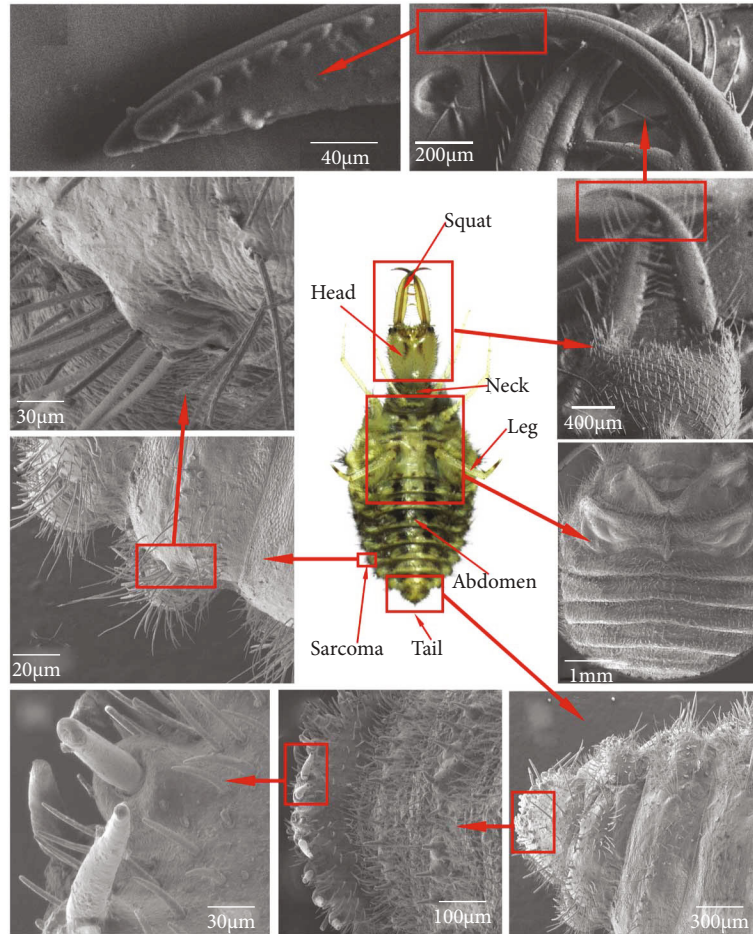 40μm
200μm
Squat
Head
Neck
Leg
30μm
400μm
Abdomen
Sarcoma
Tail
20μm
1mm
30μm
100μm
300μm